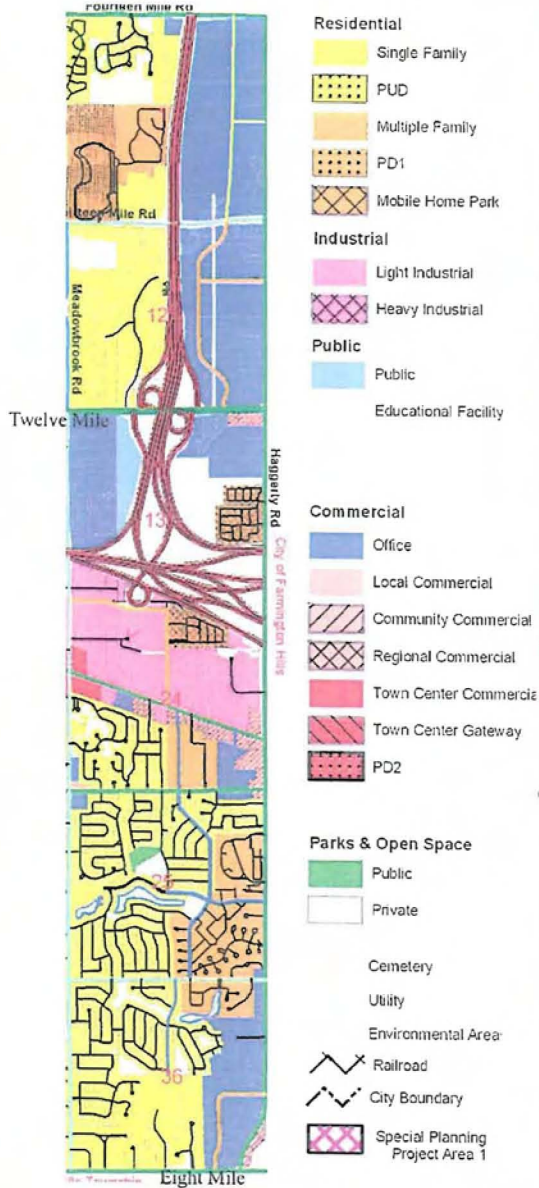 Fourteen Mile Rd
Mile Rd
Meadowbrook Rd
12
Twelve Mile
Haggerty Rd
13
City of Farmington Hills
24
25
36
Eight Mile
Residential
Single Family
PUD
Multiple Family
PD1
Mobile Home Park
Industrial
Light Industrial
Heavy Industrial
Public
Public
Educational Facility
Commercial
Office
Local Commercial
Community Commercial
Regional Commercial
Town Center Commercia
Town Center Gateway
PD2
Parks & Open Space
Public
Private
Cemetery
Utility
Environmental Area
Railroad
City Boundary
Special Planning
Project Area 1